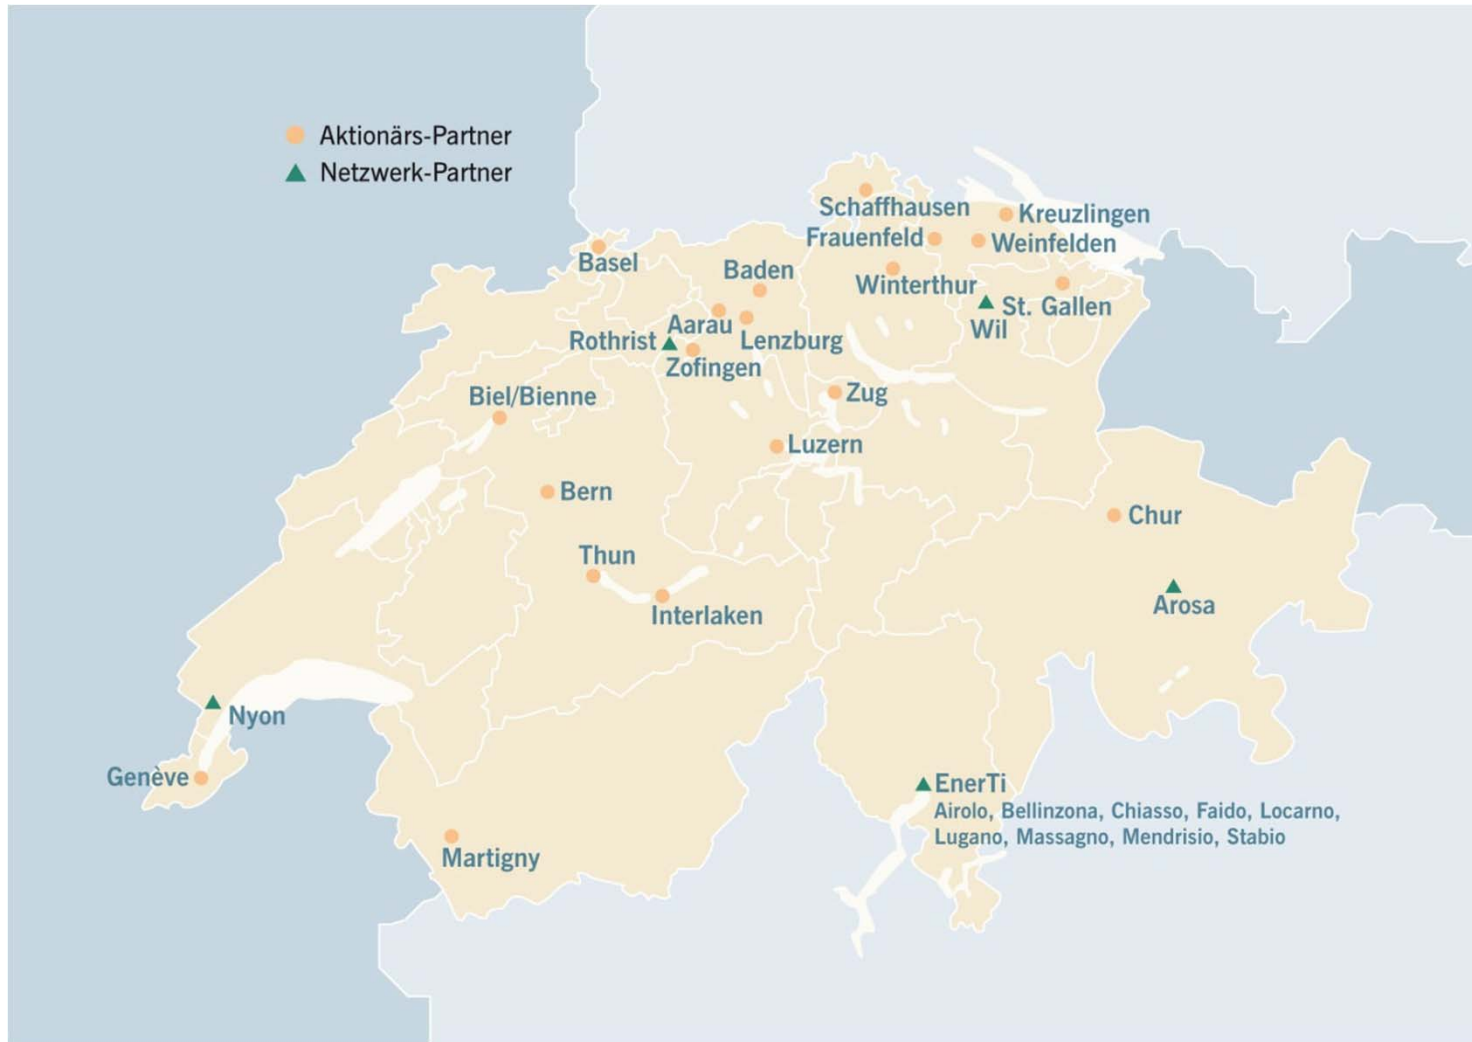 Aktionärs-Partner
Netzwerk-Partner
Schaffhausen
Kreuzlingen
Frauenfeld
Weinfelden
Basel
Baden
Winterthur
St. Gallen
Wil
Aarau
Rothrist
Lenzburg
Zofingen
Biel/Bienne
Zug
Luzern
Bern
Chur
Thun
Arosa
Interlaken
Nyon
Genève
EnerTi
Airolo, Bellinzona, Chiasso, Faido, Locarno,
Lugano, Massagno, Mendrisio, Stabio
Martigny